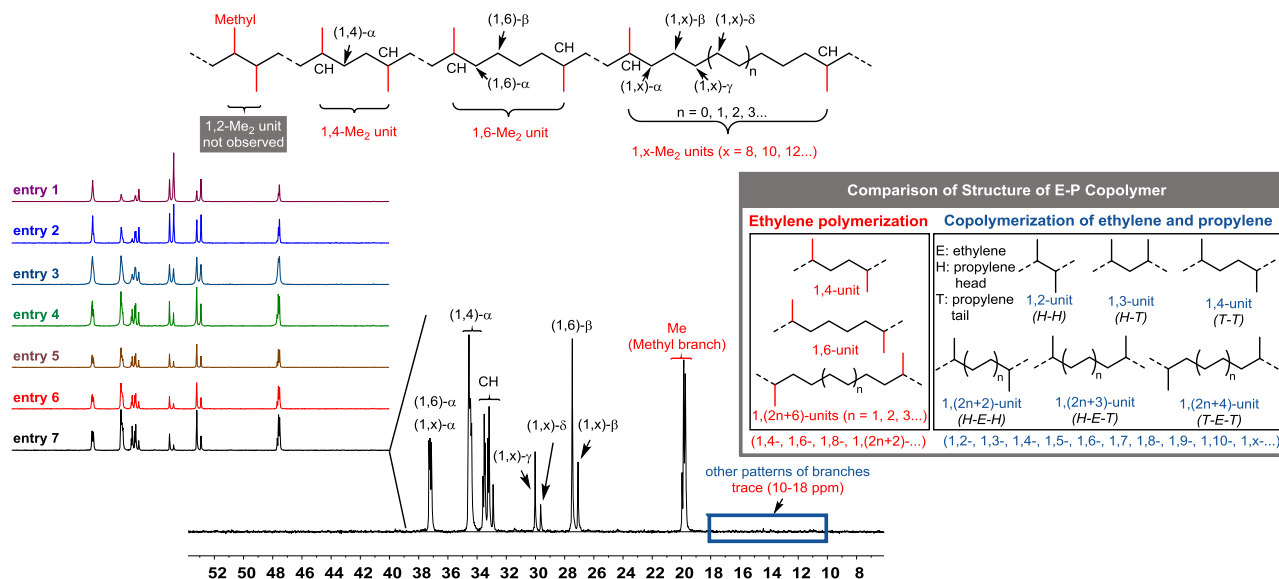 Methyl
(1,4)-α
(1,6)-β
(1,x)-β
(1,x)-δ
CH
CH
CH
CH
CH
CH
n
(1,6)-α
(1,x)-α
(1,x)-γ
n = 0, 1, 2, 3...
1,2-Me₂ unit
not observed
1,4-Me₂ unit
1,6-Me₂ unit
1,x-Me₂ units (x = 8, 10, 12...)
entry 1
entry 2
entry 3
entry 4
entry 5
entry 6
entry 7
Comparison of Structure of E-P Copolymer
Ethylene polymerization
1,4-unit
1,6-unit
n
1,(2n+6)-units (n = 1, 2, 3...)
(1,4-, 1,6-, 1,8-, 1,(2n+2)-...)
Copolymerization of ethylene and propylene
E: ethylene
H: propylene
head
T: propylene
tail
1,2-unit
(H-H)
1,3-unit
(H-T)
1,4-unit
(T-T)
n
n
n
1,(2n+2)-unit
(H-E-H)
1,(2n+3)-unit
(H-E-T)
1,(2n+4)-unit
(T-E-T)
(1,2-, 1,3-, 1,4-, 1,5-, 1,6-, 1,7, 1,8-, 1,9-, 1,10-, 1,x-...)
(1,4)-α
(1,6)-β
Me
(Methyl branch)
CH
(1,6)-α
(1,x)-α
(1,x)-δ
(1,x)-β
(1,x)-γ
other patterns of branches
trace (10-18 ppm)
52 50 48 46 44 42 40 38 36 34 32 30 28 26 24 22 20 18 16 14 12 10 8